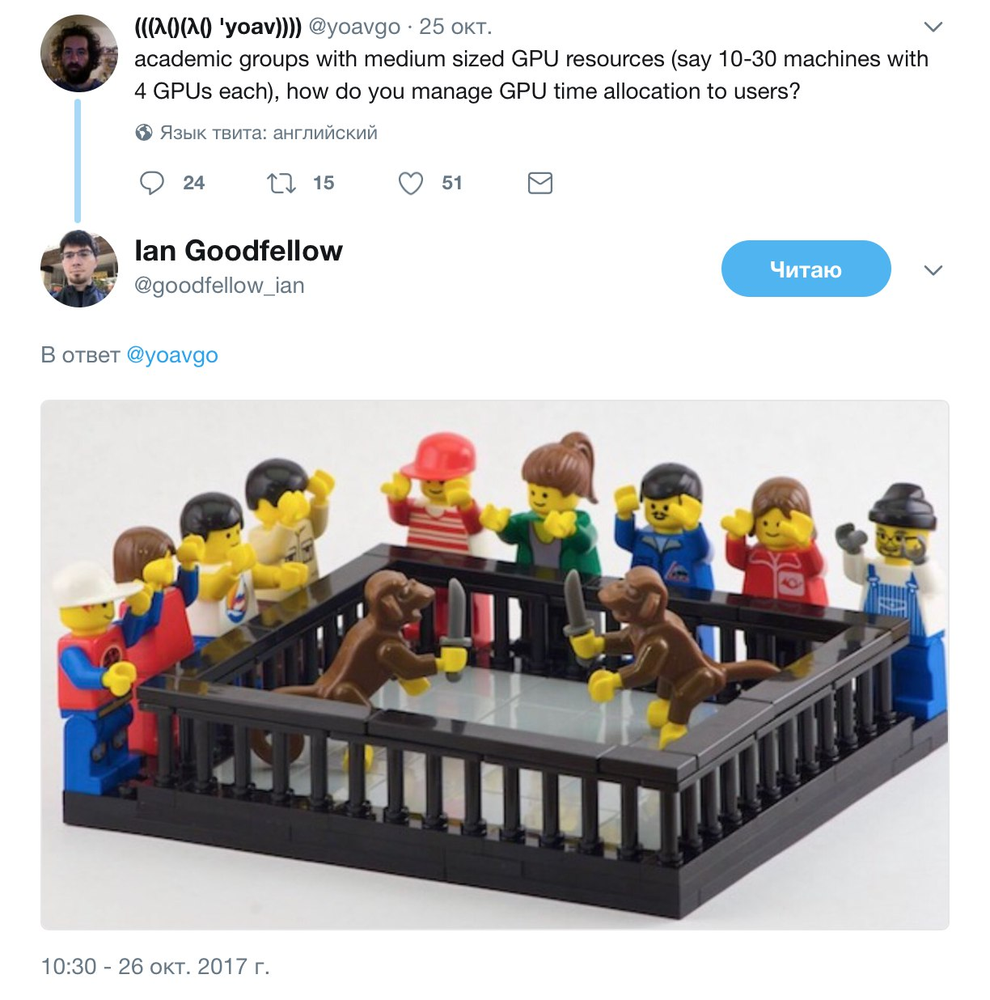 (((λ()(λ() 'yoav)))) @yoavgo · 25 окт.
academic groups with medium sized GPU resources (say 10-30 machines with
4 GPUs each), how do you manage GPU time allocation to users?
Язык твита: английский
24 15 51
Ian Goodfellow
@goodfellow_ian
Читаю
В ответ @yoavgo
10:30 - 26 окт. 2017 г.